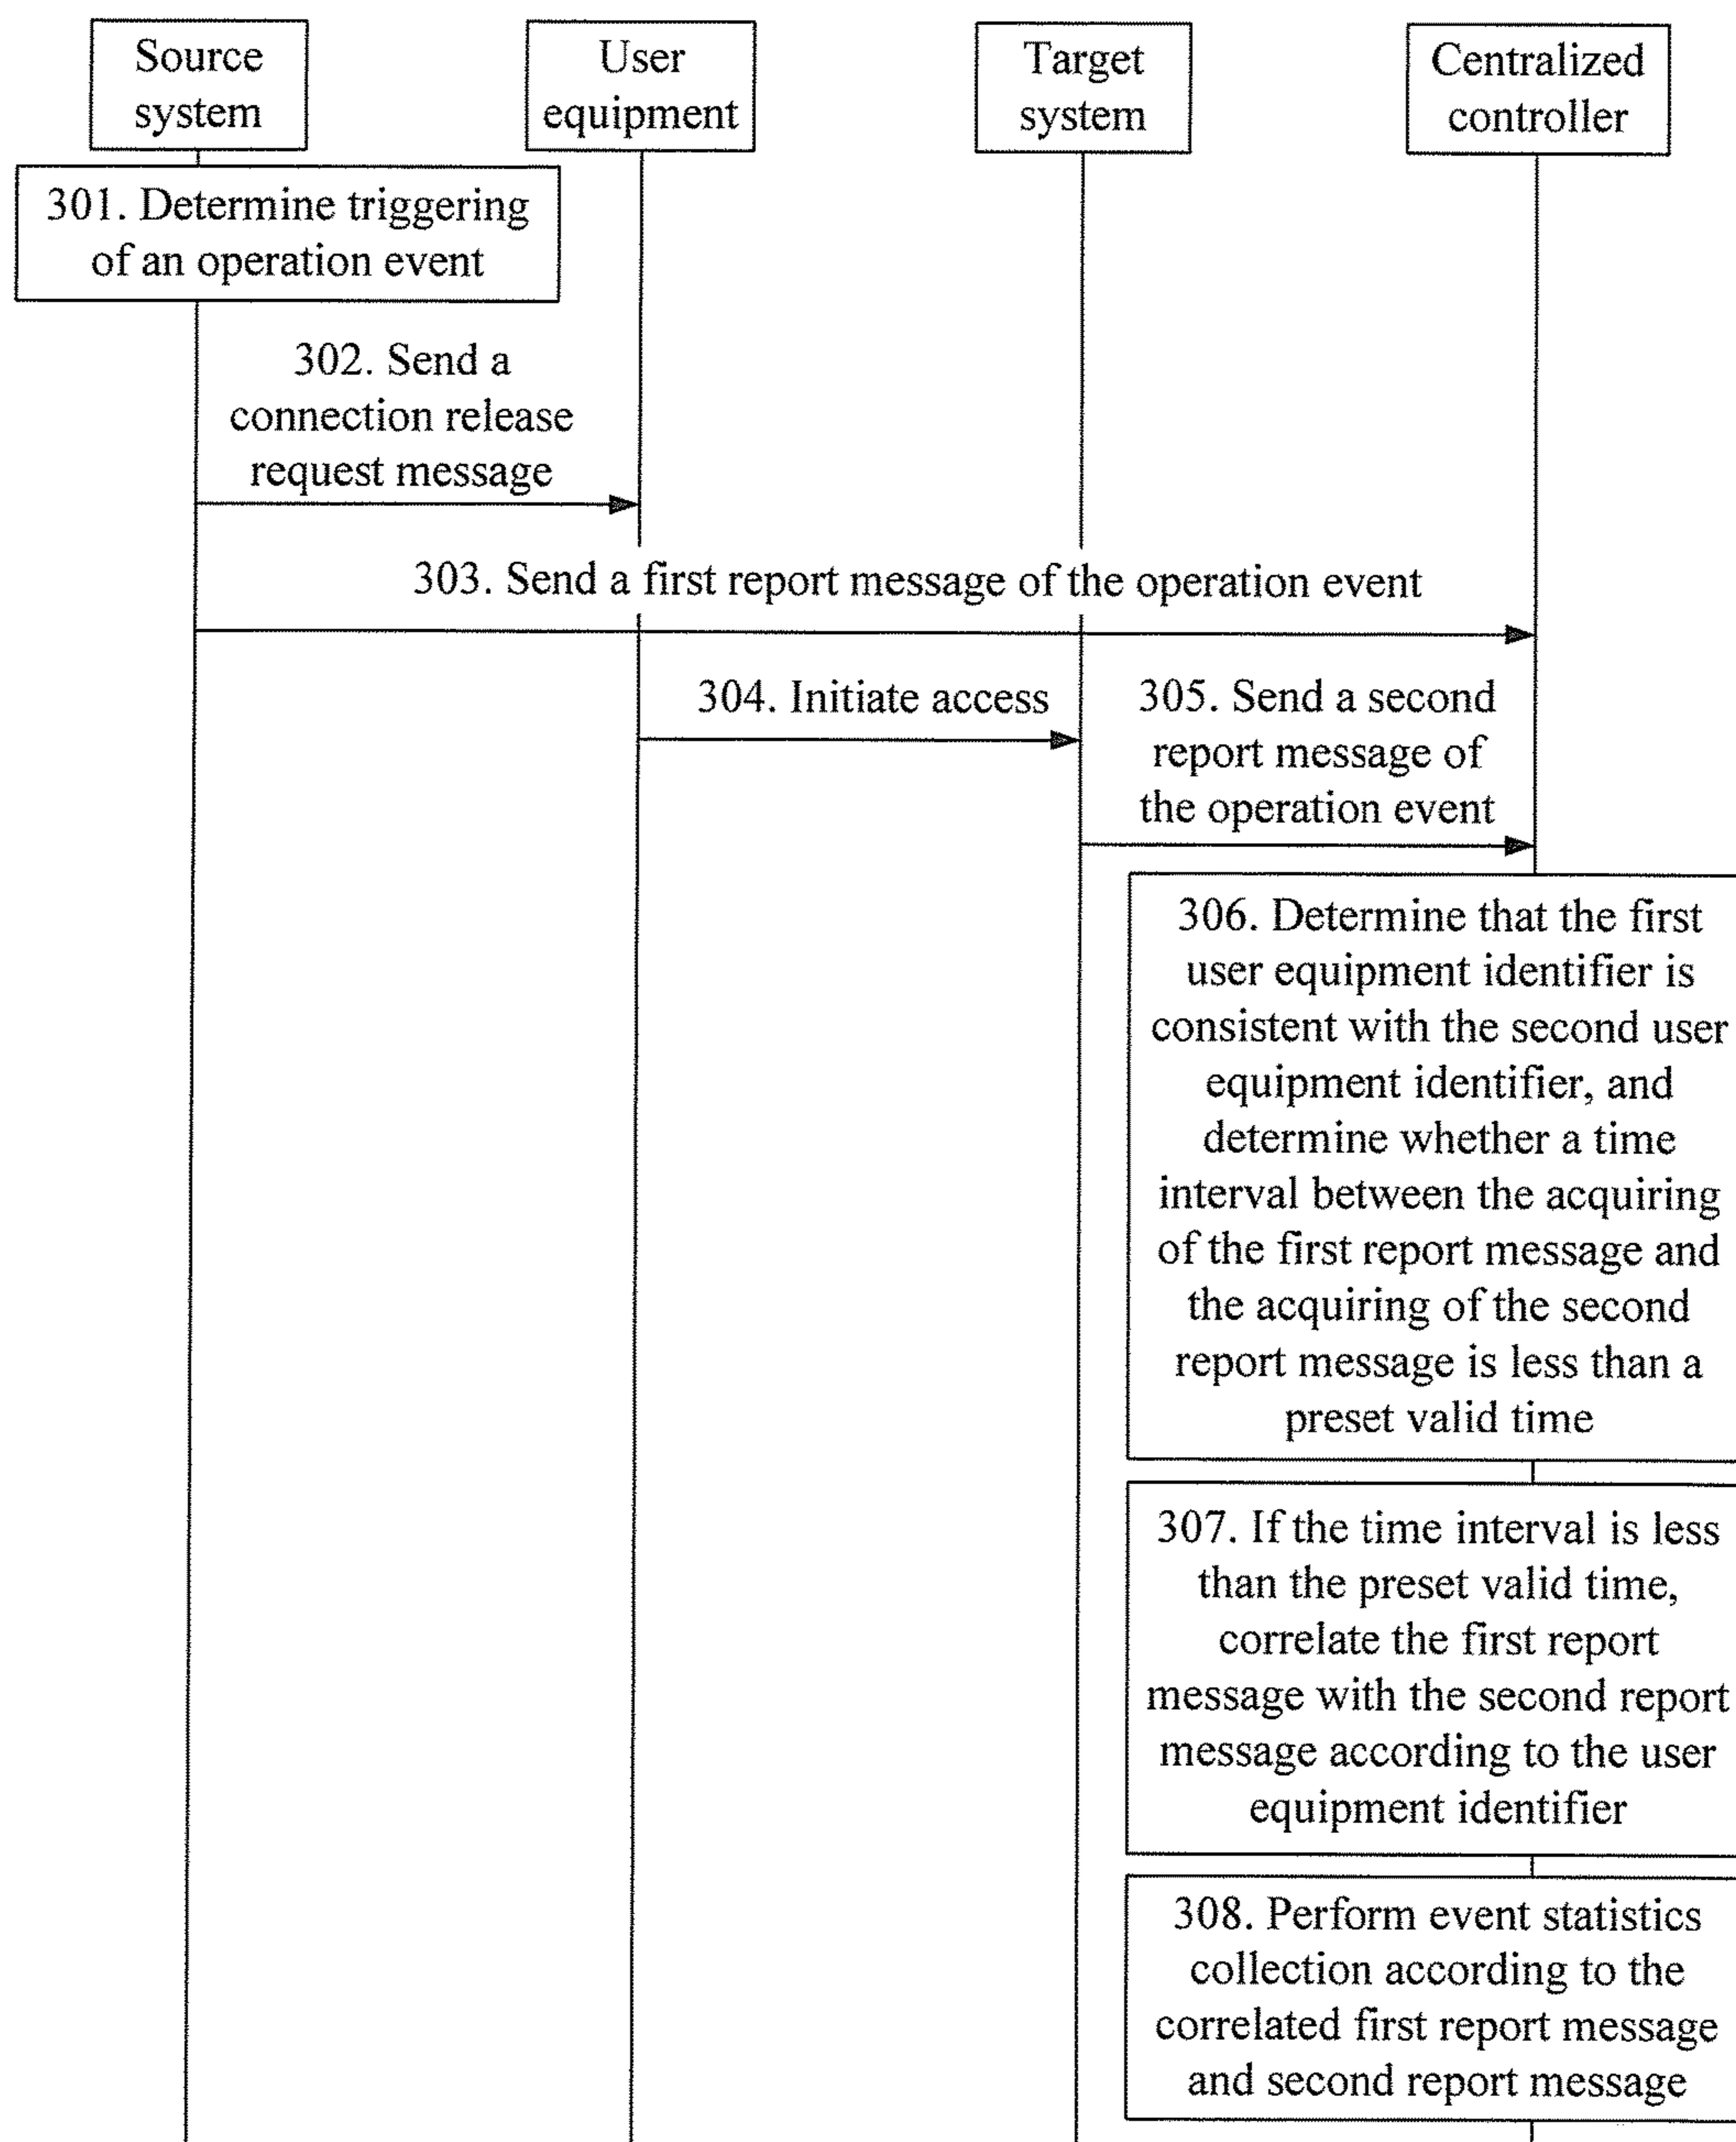 Source
system
User
equipment
Target
system
Centralized
controller
301. Determine triggering
of an operation event
302. Send a
connection release
request message
303. Send a first report message of the operation event
304. Initiate access
305. Send a second
report message of
the operation event
306. Determine that the first
user equipment identifier is
consistent with the second user
equipment identifier, and
determine whether a time
interval between the acquiring
of the first report message and
the acquiring of the second
report message is less than a
preset valid time
307. If the time interval is less
than the preset valid time,
correlate the first report
message with the second report
message according to the user
equipment identifier
308. Perform event statistics
collection according to the
correlated first report message
and second report message